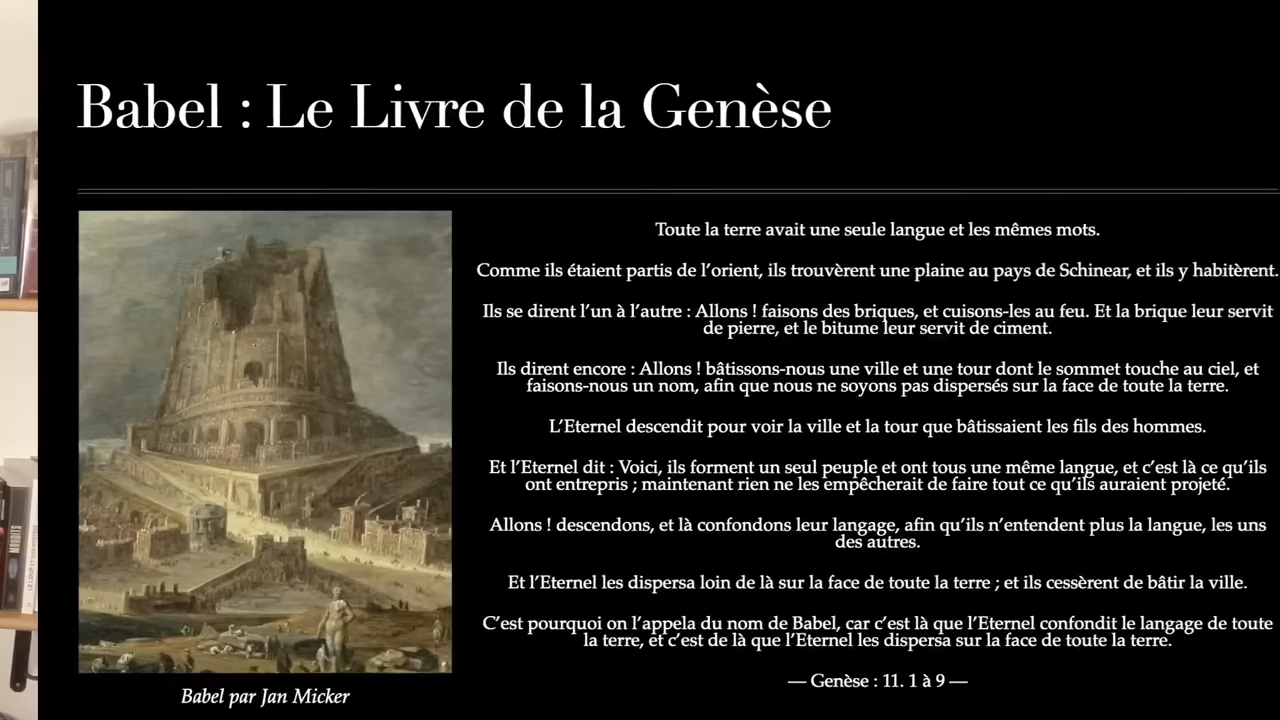 Babel : Le Livre de la Genèse
Toute la terre avait une seule langue et les mêmes mots.
Comme ils étaient partis de l'orient, ils trouvèrent une plaine au pays de Schinear, et ils y habitèrent.
Ils se dirent l'un à l'autre : Allons ! faisons des briques, et cuisons-les au feu. Et la brique leur servit
de pierre, et le bitume leur servit de ciment.
Ils dirent encore : Allons ! bâtissons-nous une ville et une tour dont le sommet touche au ciel, et
faisons-nous un nom, afin que nous ne soyons pas dispersés sur la face de toute la terre.
L'Eternel descendit pour voir la ville et la tour que bâtissaient les fils des hommes.
Et l'Eternel dit : Voici, ils forment un seul peuple et ont tous une même langue, et c'est là ce qu'ils
ont entrepris ; maintenant rien ne les empêcherait de faire tout ce qu'ils auraient projeté.
Allons ! descendons, et là confondons leur langage, afin qu'ils n'entendent plus la langue, les uns
des autres.
Et l'Eternel les dispersa loin de là sur la face de toute la terre ; et ils cessèrent de bâtir la ville.
C'est pourquoi on l'appela du nom de Babel, car c'est là que l'Eternel confondit le langage de toute
la terre, et c'est de là que l'Eternel les dispersa sur la face de toute la terre.
— Genèse : 11. 1 à 9 —
Babel par Jan Micker
MAUDITS